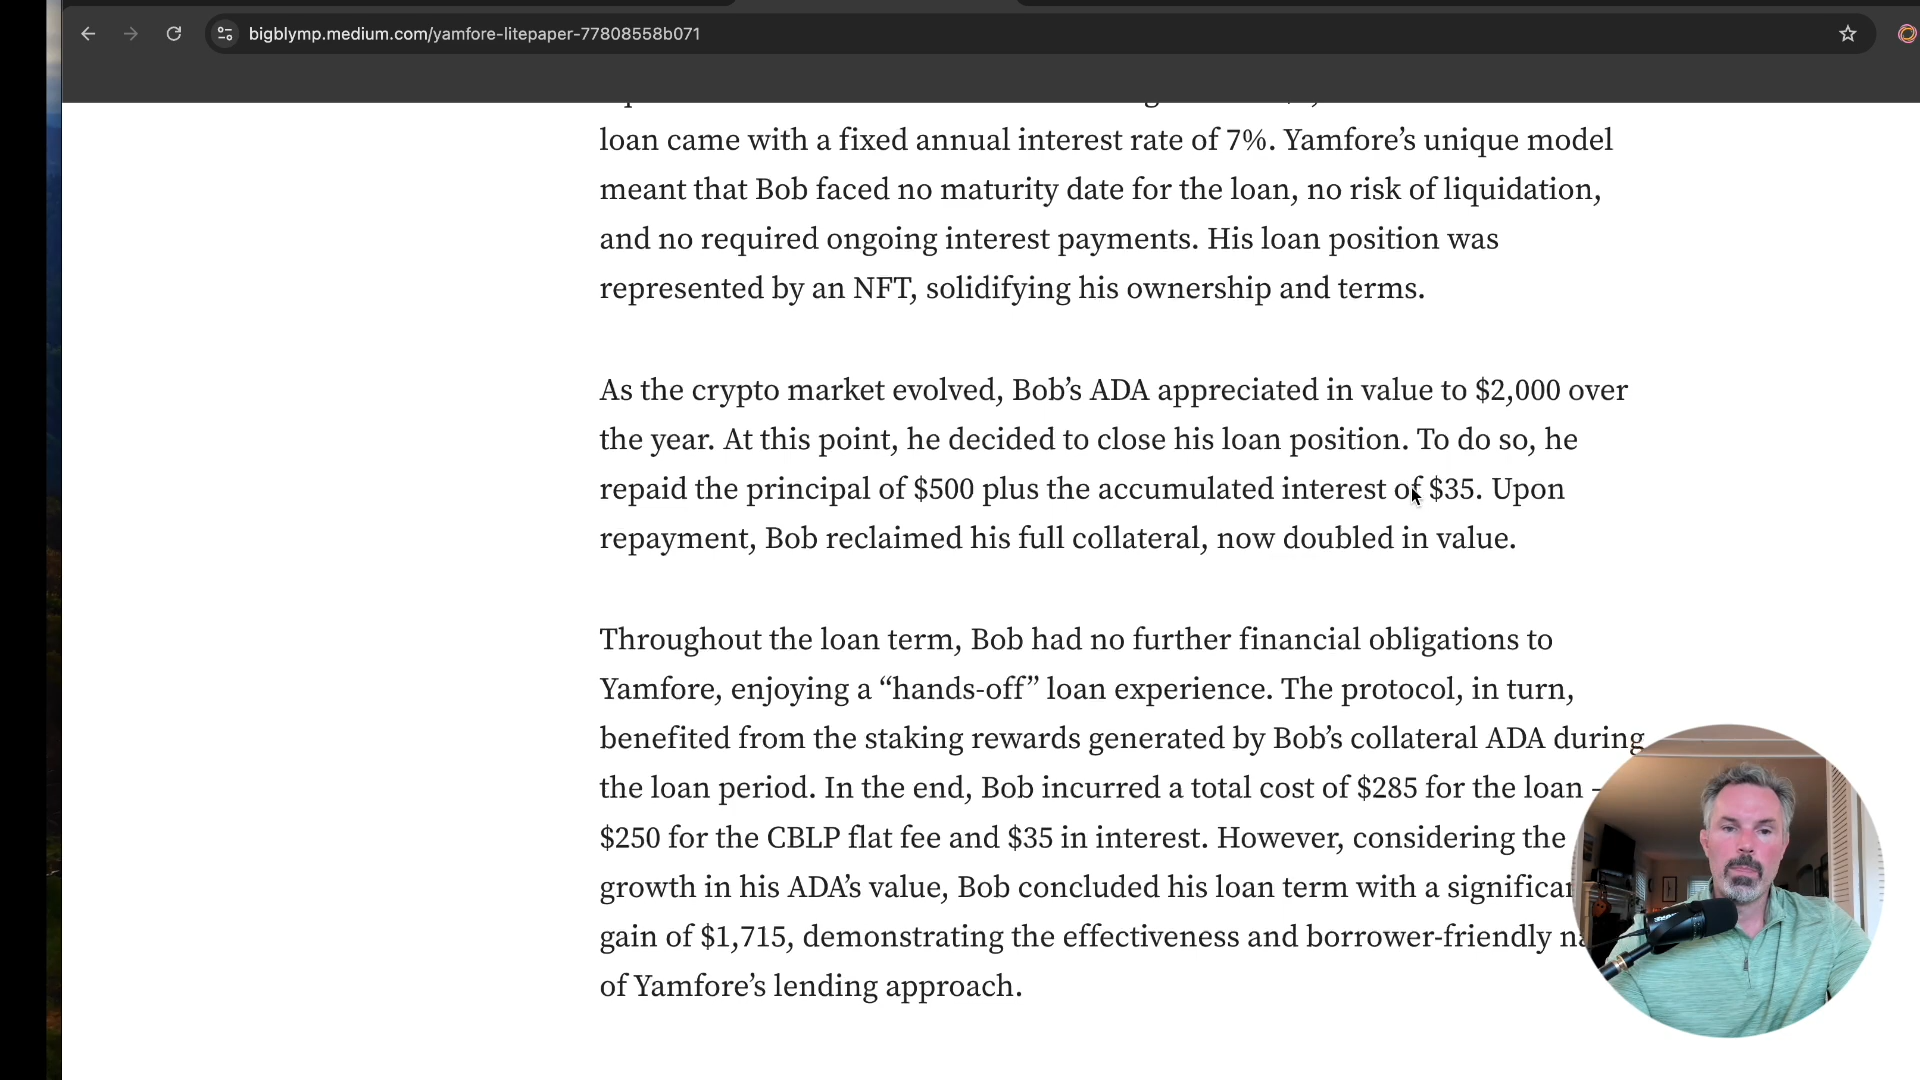 bigblymp.medium.com/yamfore-litepaper-77808558b071
loan came with a fixed annual interest rate of 7%. Yamfore’s unique model
meant that Bob faced no maturity date for the loan, no risk of liquidation,
and no required ongoing interest payments. His loan position was
represented by an NFT, solidifying his ownership and terms.
As the crypto market evolved, Bob’s ADA appreciated in value to $2,000 over
the year. At this point, he decided to close his loan position. To do so, he
repaid the principal of $500 plus the accumulated interest of $35. Upon
repayment, Bob reclaimed his full collateral, now doubled in value.
Throughout the loan term, Bob had no further financial obligations to
Yamfore, enjoying a “hands-off” loan experience. The protocol, in turn,
benefited from the staking rewards generated by Bob’s collateral ADA during
the loan period. In the end, Bob incurred a total cost of $285 for the loan –
$250 for the CBLP flat fee and $35 in interest. However, considering the
growth in his ADA’s value, Bob concluded his loan term with a
gain of $1,715, demonstrating the effectiveness and borrower-friendly
of Yamfore’s lending approach.